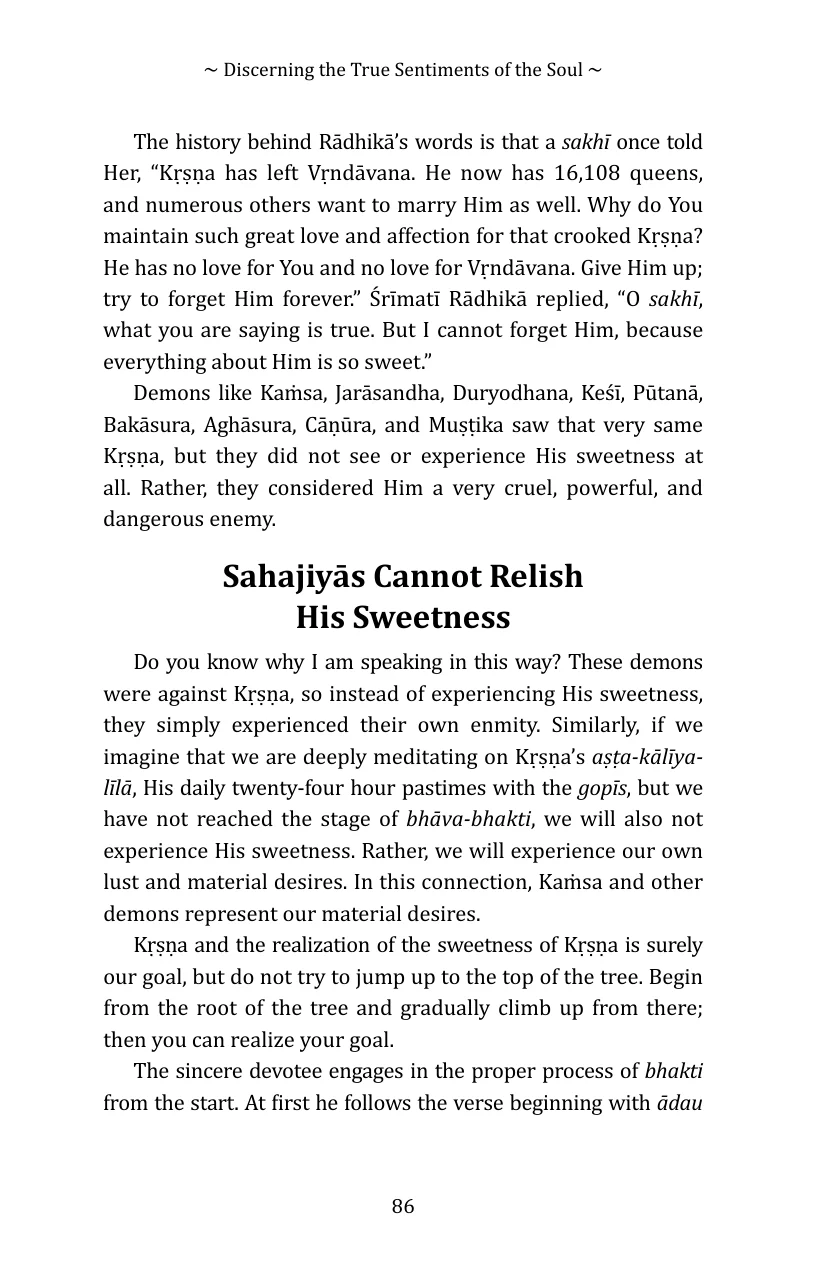 ~ Discerning the True Sentiments of the Soul ~
The history behind Rādhikā’s words is that a sakhī once told
Her, “Kṛṣṇa has left Vṛndāvana. He now has 16,108 queens,
and numerous others want to marry Him as well. Why do You
maintain such great love and affection for that crooked Kṛṣṇa?
He has no love for You and no love for Vṛndāvana. Give Him up;
try to forget Him forever.” Śrīmatī Rādhikā replied, “O sakhī,
what you are saying is true. But I cannot forget Him, because
everything about Him is so sweet.”
Demons like Kaṁsa, Jarāsandha, Duryodhana, Keśī, Pūtanā,
Bakāsura, Aghāsura, Cāṇūra, and Muṣṭika saw that very same
Kṛṣṇa, but they did not see or experience His sweetness at
all. Rather, they considered Him a very cruel, powerful, and
dangerous enemy.
Sahajiyās Cannot Relish
His Sweetness
Do you know why I am speaking in this way? These demons
were against Kṛṣṇa, so instead of experiencing His sweetness,
they simply experienced their own enmity. Similarly, if we
imagine that we are deeply meditating on Kṛṣṇa’s aṣṭa-kālīya-
līlā, His daily twenty-four hour pastimes with the gopīs, but we
have not reached the stage of bhāva-bhakti, we will also not
experience His sweetness. Rather, we will experience our own
lust and material desires. In this connection, Kaṁsa and other
demons represent our material desires.
Kṛṣṇa and the realization of the sweetness of Kṛṣṇa is surely
our goal, but do not try to jump up to the top of the tree. Begin
from the root of the tree and gradually climb up from there;
then you can realize your goal.
The sincere devotee engages in the proper process of bhakti
from the start. At first he follows the verse beginning with ādau
86